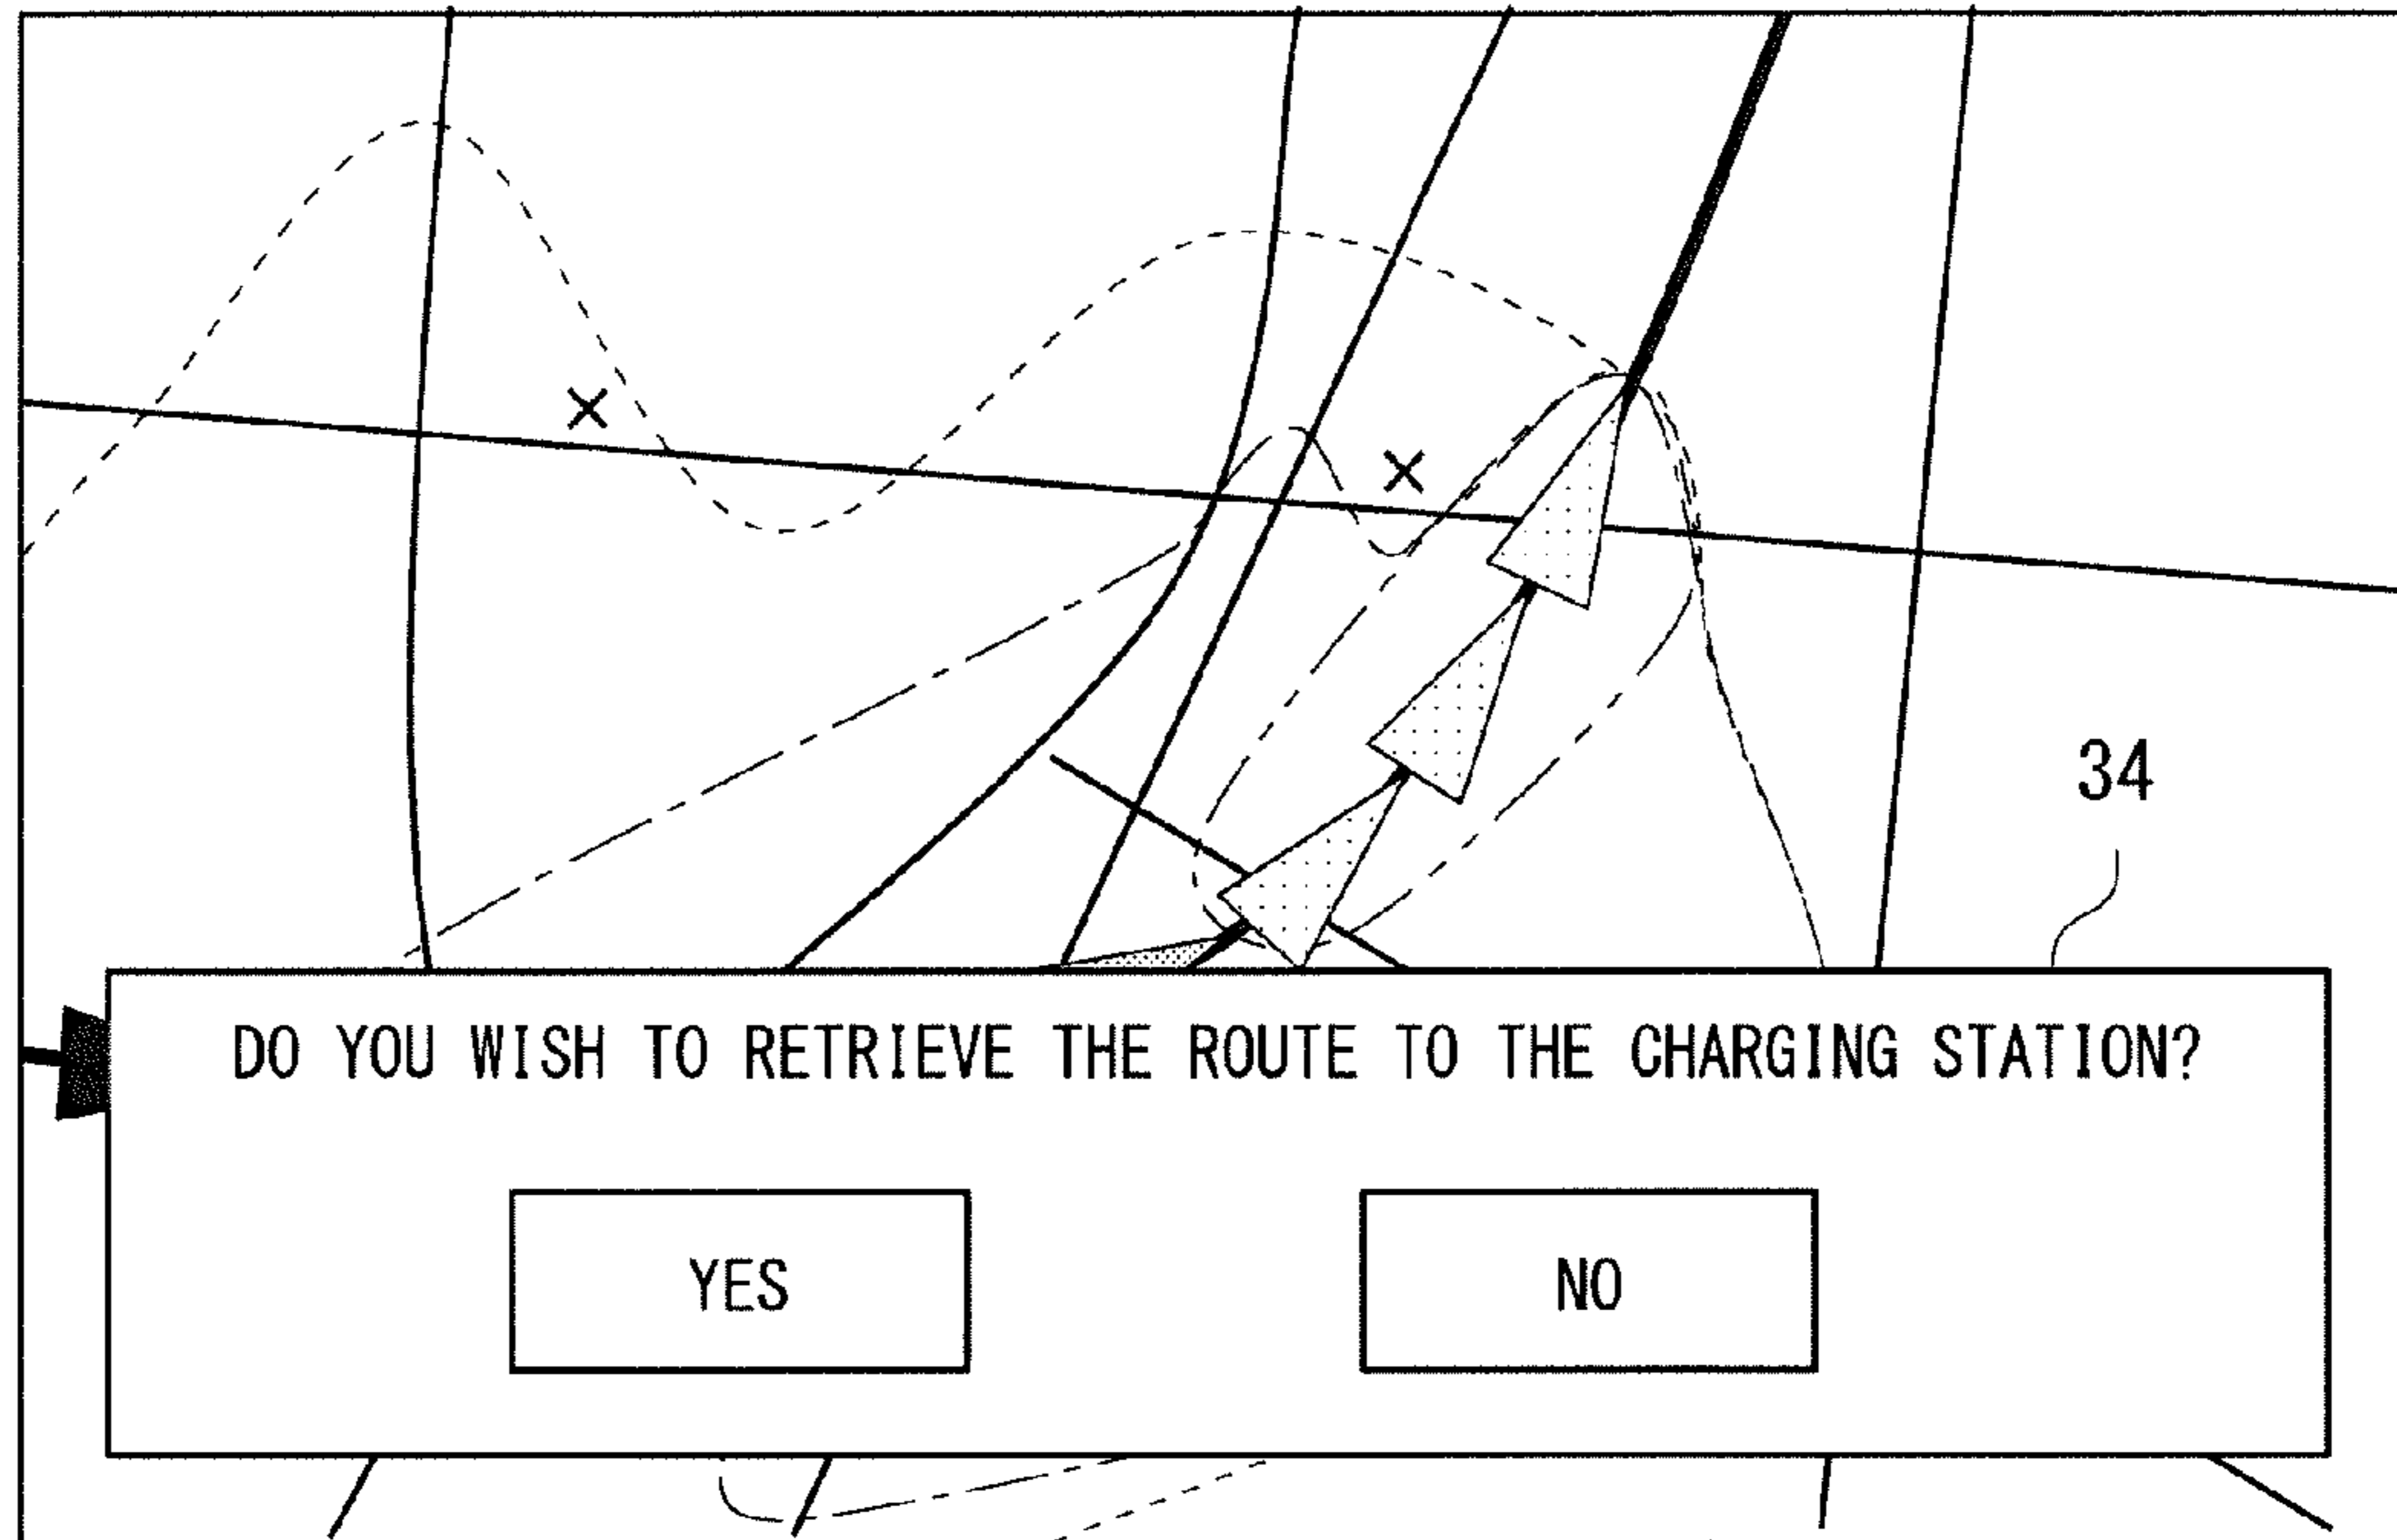 34
DO YOU WISH TO RETRIEVE THE ROUTE TO THE CHARGING STATION?
YES
NO